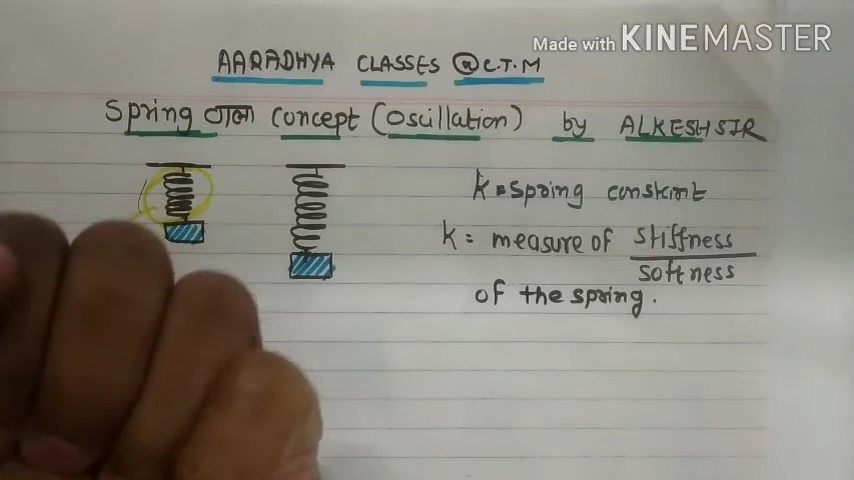 Made with KINEMASTER
AARADHYA CLASSES @C.T.M
Spring वाला Concept (Oscillation) by ALKESH SIR
k = spring constant
k = measure of stiffness
softness
of the spring.